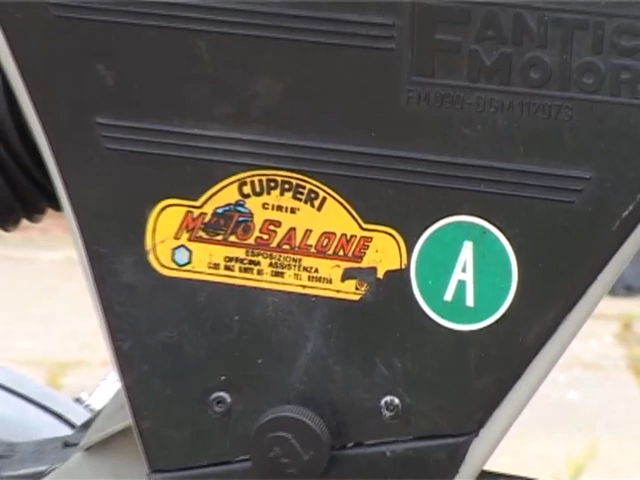 FANTIC
MOTOR
CUPPERI
CIRIE'
MOTOSALONE
ESPOSIZIONE
OFFICINA ASSISTENZA
A